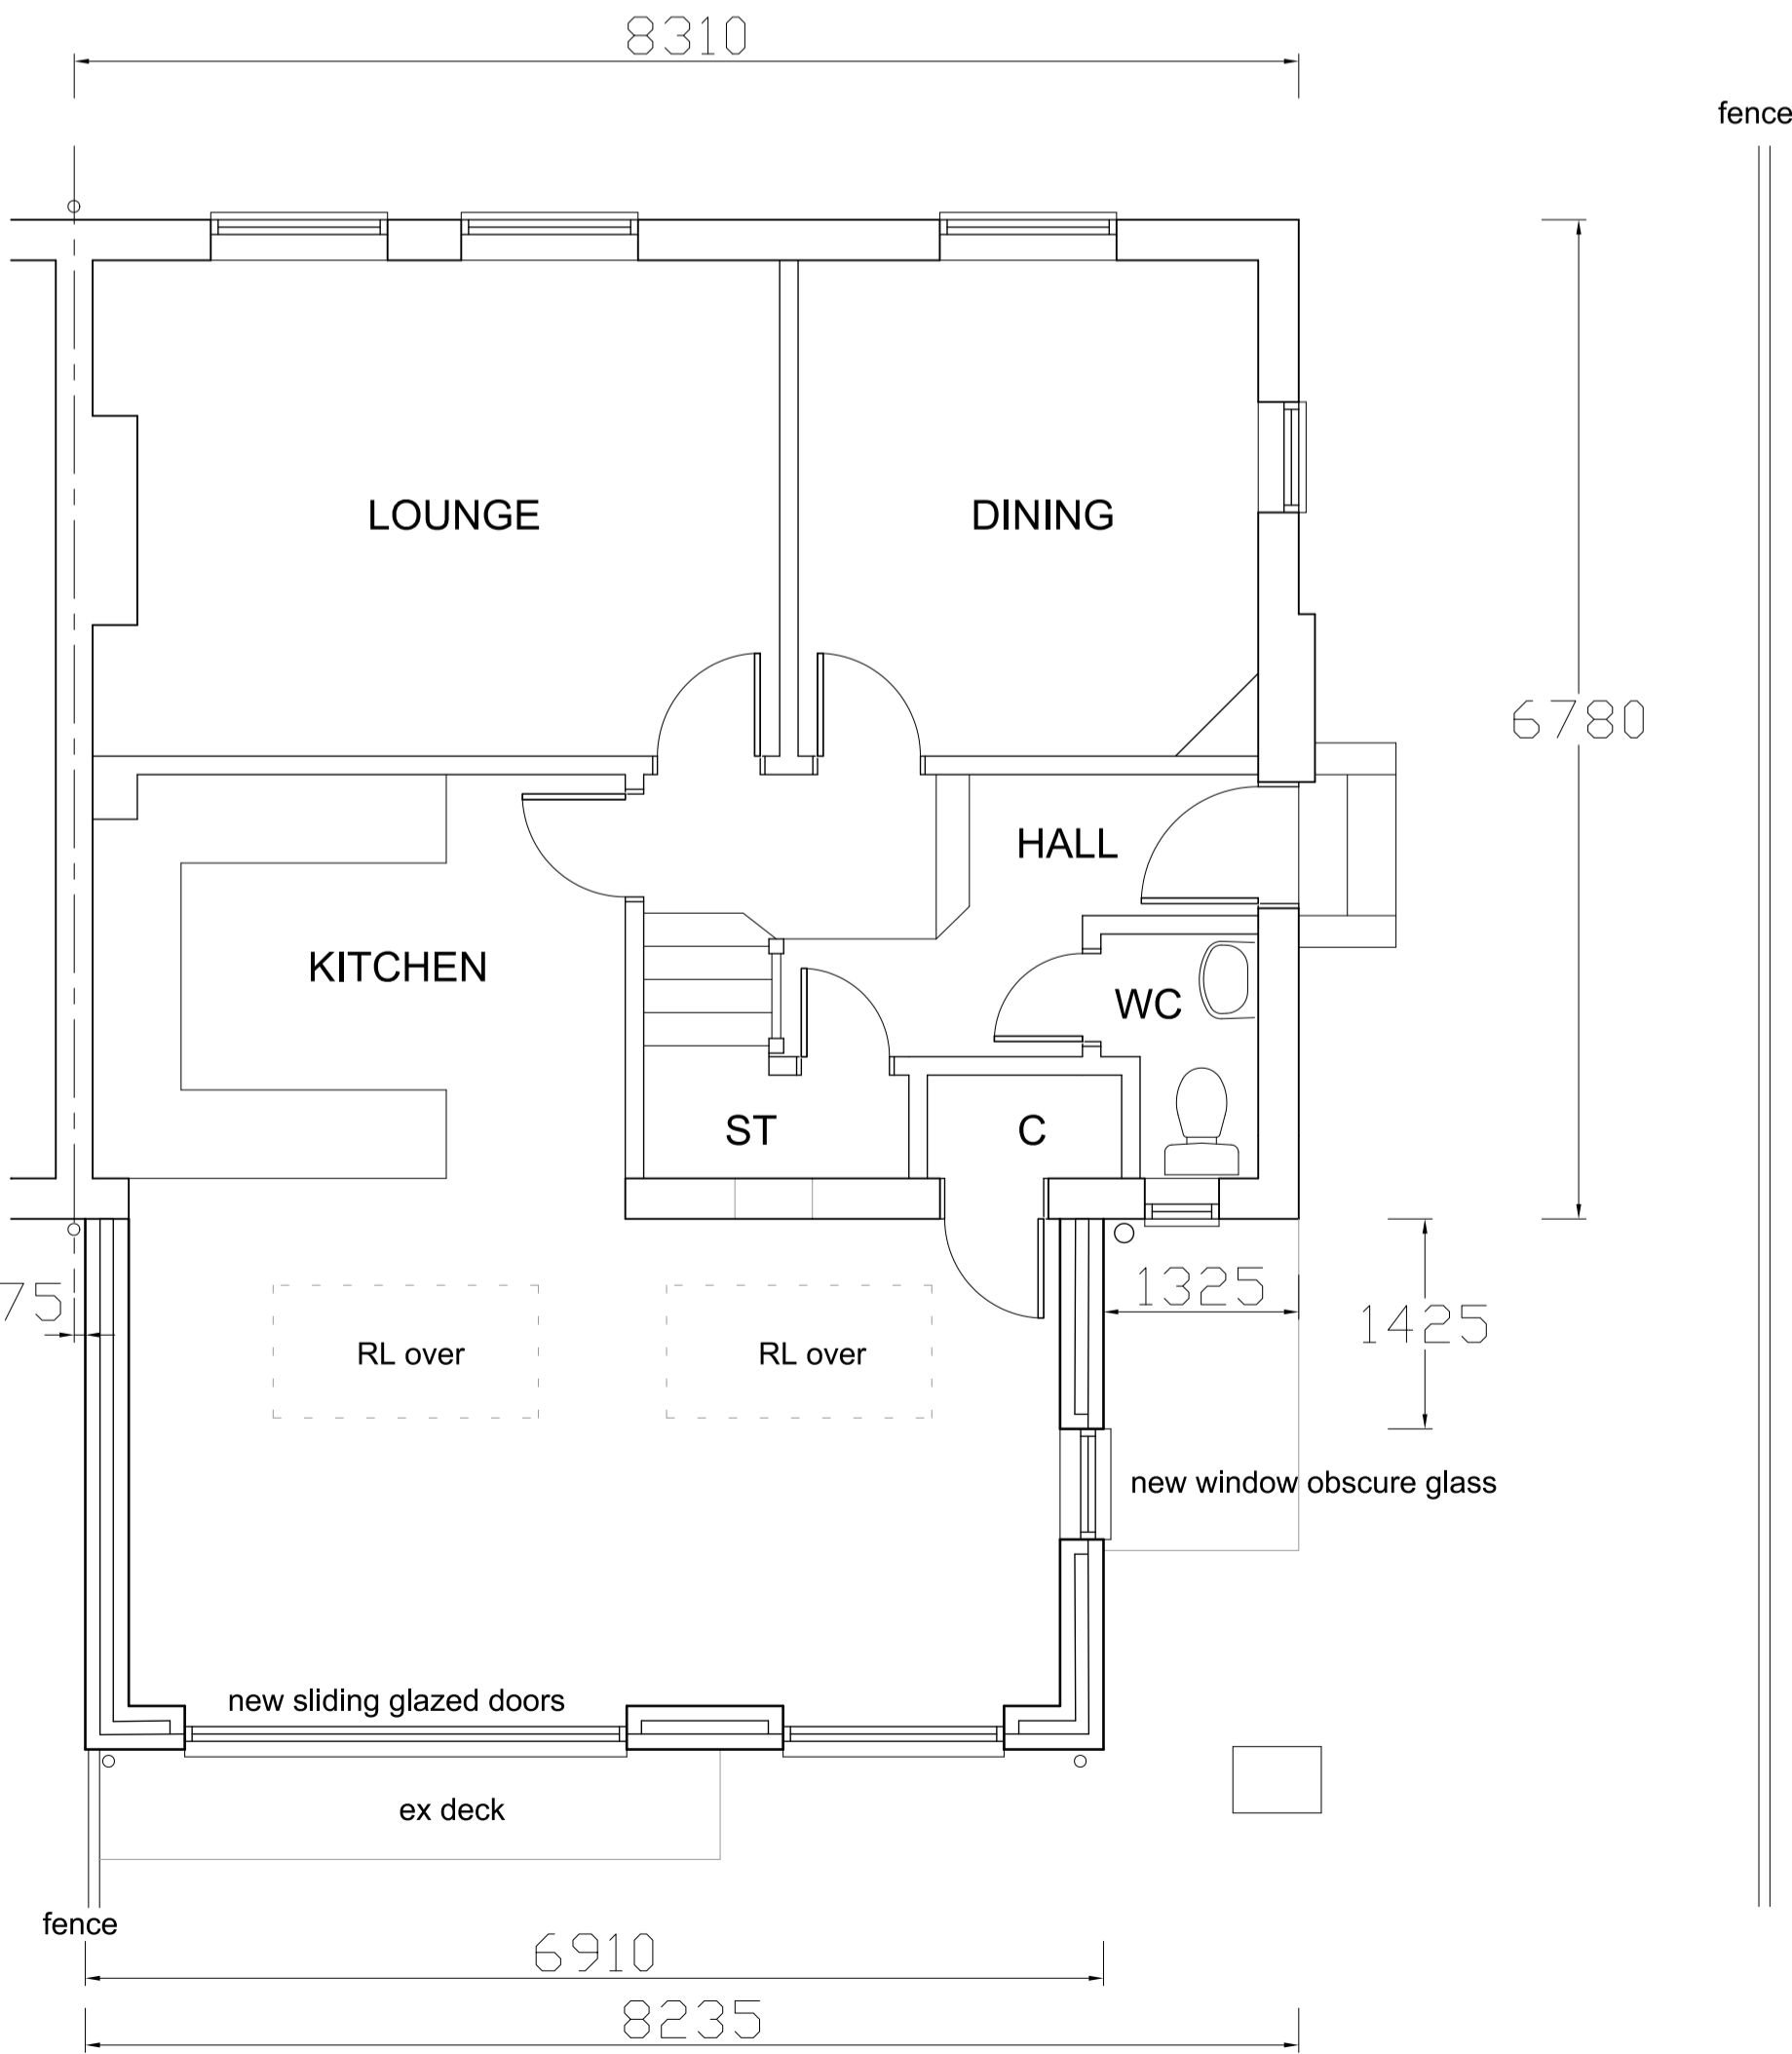 8310
fence
LOUNGE
DINING
6780
HALL
KITCHEN
WC
ST
C
75
1325
1425
RL over
RL over
new window obscure glass
new sliding glazed doors
ex deck
fence
6910
8235